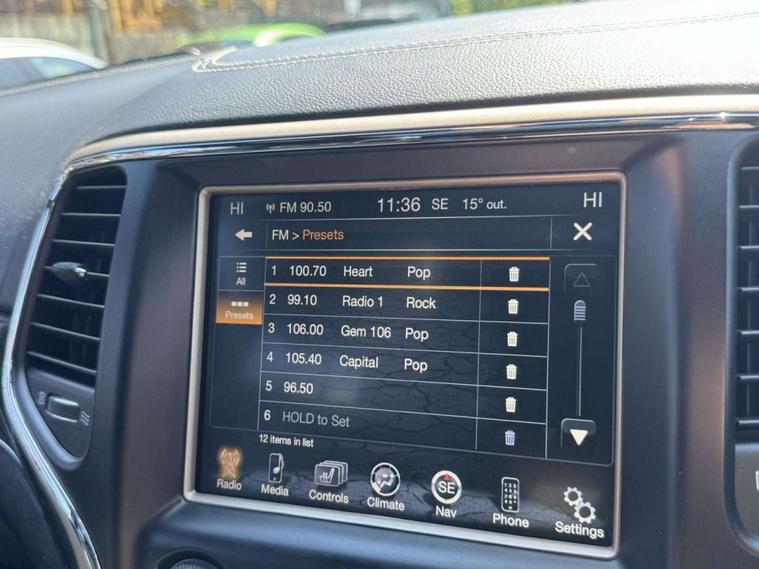 HI FM 90.50 11:36 SE 15° out. HI
FM > Presets
All
Presets
1 100.70 Heart Pop
2 99.10 Radio 1 Rock
3 106.00 Gem 106 Pop
4 105.40 Capital Pop
5 96.50
6 HOLD to Set
12 items in list
Radio Media Controls Climate SE Nav Phone Settings